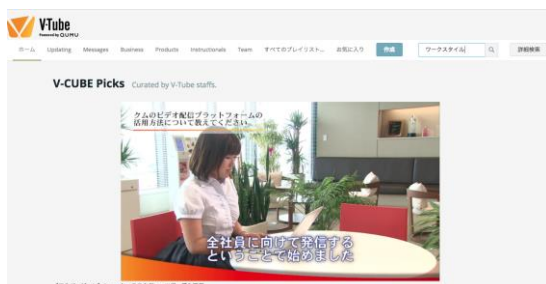 V-Tube
Powered by QUMU
ホーム Updating Messages Business Products Instructionals Team すべてのプレイリスト... お気に入り 作成 ワークスタイル 詳細検索
V-CUBE Picks Curated by V-Tube staffs.
クムのビデオ配信プラットフォームの
活用方法について教えてください。
全社員に向けて発信する
ということで始めました